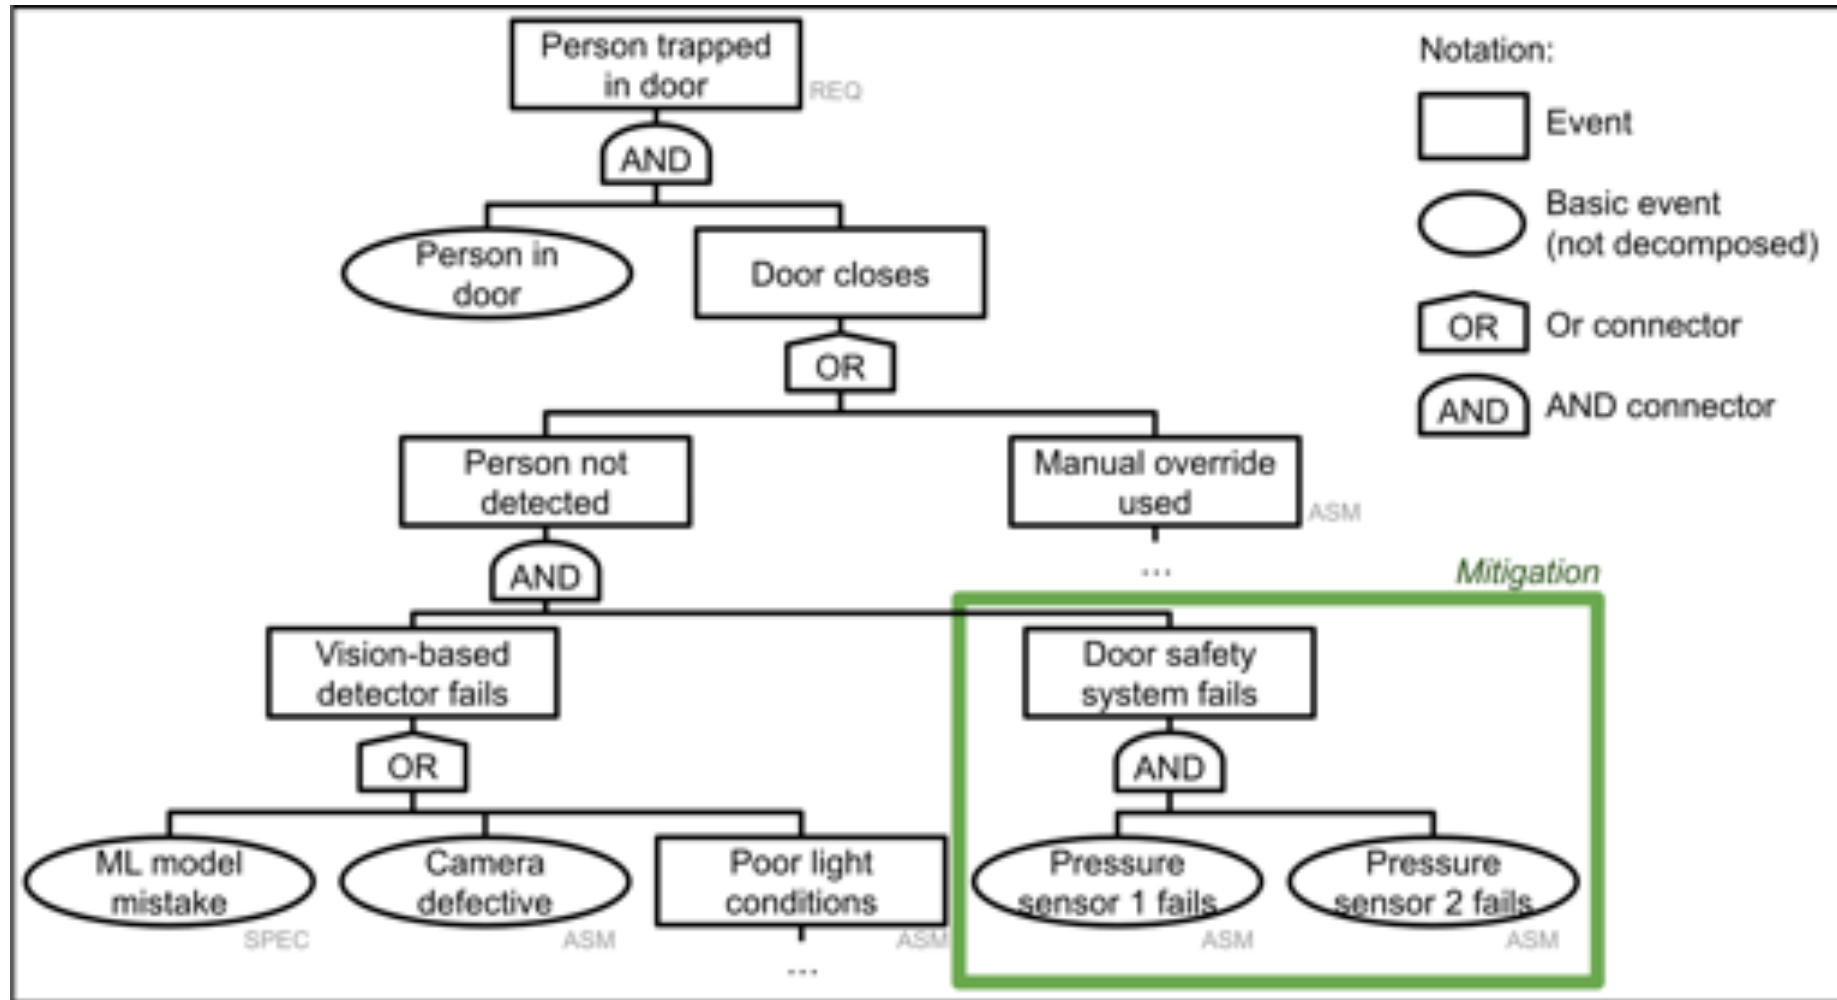 Person trapped
in door
REQ
AND
Person in
door
Door closes
OR
Person not
detected
Manual override
used
ASM
...
AND
Mitigation
Vision-based
detector fails
Door safety
system fails
OR
AND
ML model
mistake
SPEC
Camera
defective
ASM
Poor light
conditions
ASM
...
Pressure
sensor 1 fails
ASM
Pressure
sensor 2 fails
ASM
Notation:
Event
Basic event
(not decomposed)
OR
Or connector
AND
AND connector